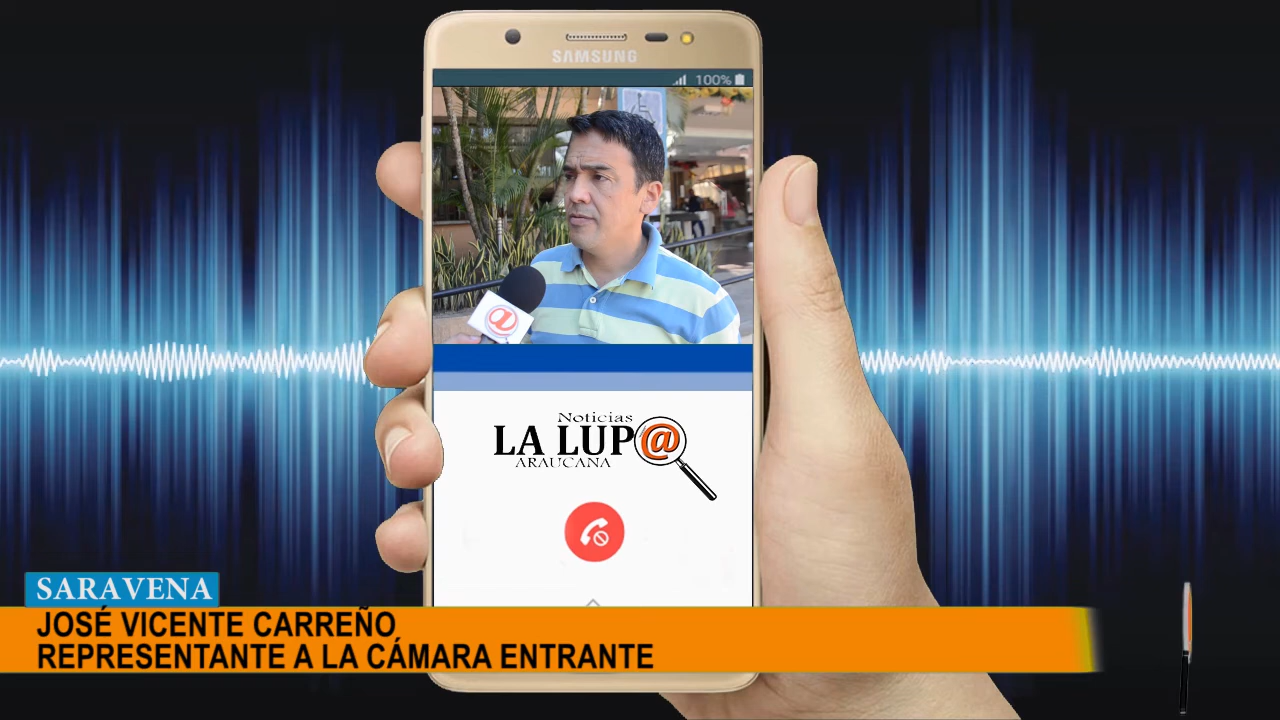 SAMSUNG
100%
@
Noticias
LA LUP@
ARAUCANA
SARAVENA
JOSÉ VICENTE CARREÑO
REPRESENTANTE A LA CÁMARA ENTRANTE